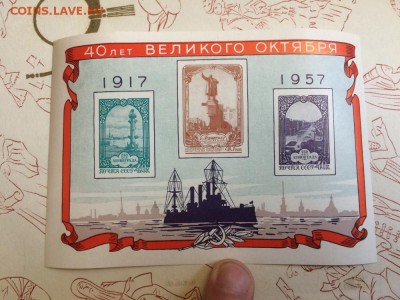 COINS.LAVE.RU
40 ЛЕТ ВЕЛИКОГО ОКТЯБРЯ
1917
1957
ПОЧТА СССР
ПОЧТА СССР
ПОЧТА СССР